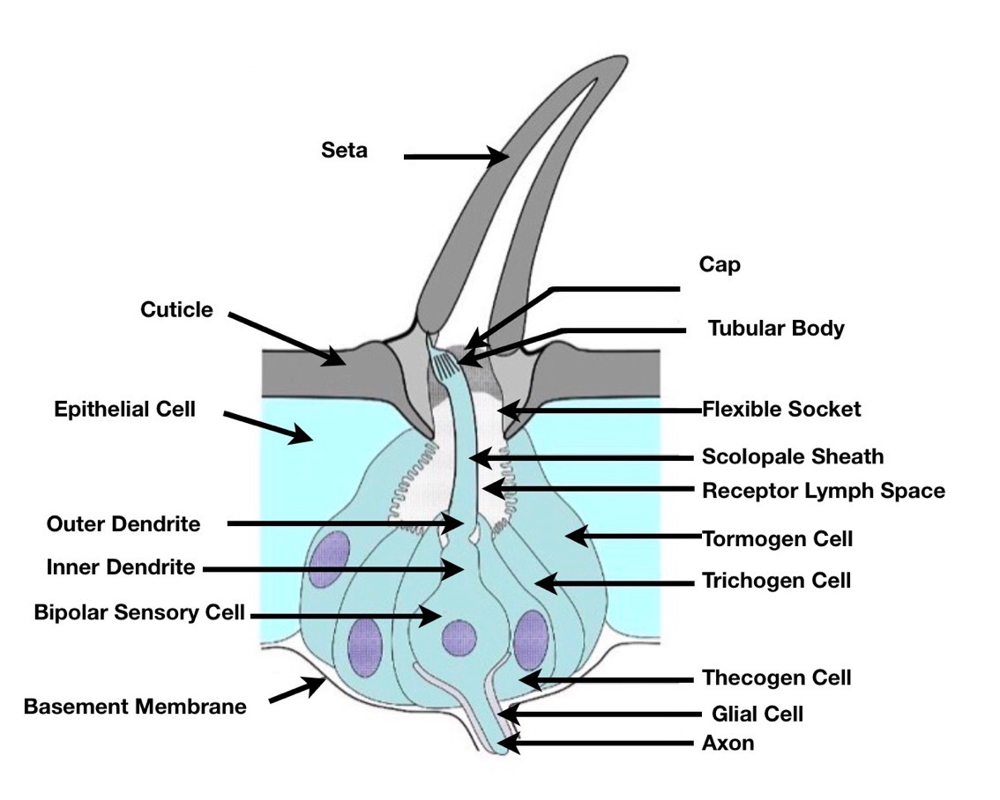 Seta
Cap
Cuticle
Tubular Body
Epithelial Cell
Flexible Socket
Scolopale Sheath
Receptor Lymph Space
Outer Dendrite
Tormogen Cell
Inner Dendrite
Trichogen Cell
Bipolar Sensory Cell
Thecogen Cell
Basement Membrane
Glial Cell
Axon